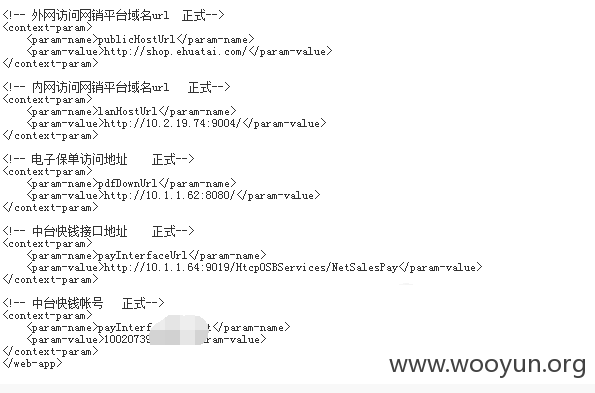 <!-- 外网访问网销平台域名url  正式-->
<context-param>
    <param-name>publicHostUrl</param-name>
    <param-value>http://shop.ehuatai.com/</param-value>
</context-param>
<!-- 内网访问网销平台域名url   正式-->
<context-param>
    <param-name>lanHostUrl</param-name>
    <param-value>http://10.2.19.74:9004/</param-value>
</context-param>
<!-- 电子保单访问地址    正式-->
<context-param>
    <param-name>pdfDownUrl</param-name>
    <param-value>http://10.1.1.62:8080/</param-value>
</context-param>
<!-- 中台快钱接口地址    正式-->
<context-param>
    <param-name>payInterfaceUrl</param-name>
    <param-value>http://10.1.1.64:9019/HtcpOSBServices/NetSalesPay</param-value>
</context-param>
<!-- 中台快钱帐号   正式-->
<context-param>
    <param-name>payInterf t</param-name>
    <param-value>1002073 ram-value>
</context-param>
</web-app>
www.wooyun.org